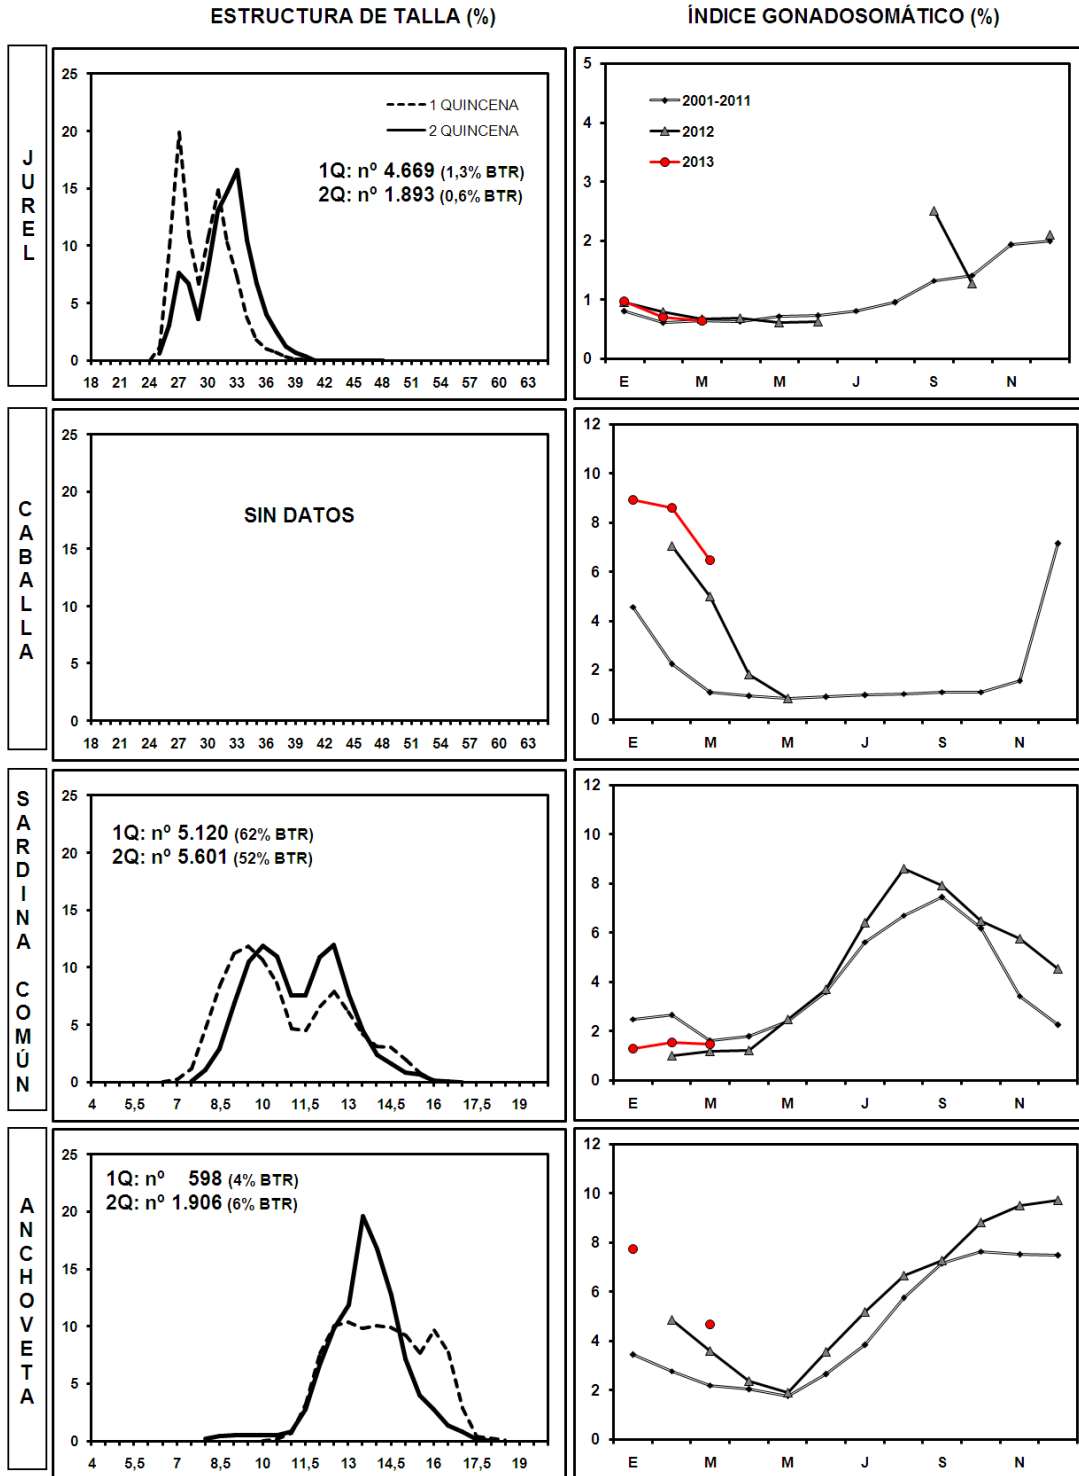 ESTRUCTURA DE TALLA (%)
ÍNDICE GONADOSOMÁTICO (%)
JUREL
25
20
15
10
5
0
1 QUINCENA
2 QUINCENA
1Q: nº 4.669 (1,3% BTR)
2Q: nº 1.893 (0,6% BTR)
18 21 24 27 30 33 36 39 42 45 48 51 54 57 60 63
5
4
3
2
1
0
2001-2011
2012
2013
E M M J S N
CABALLA
25
20
15
10
5
0
SIN DATOS
18 21 24 27 30 33 36 39 42 45 48 51 54 57 60 63
12
10
8
6
4
2
0
E M M J S N
SARDINA COMÚN
25
20
15
10
5
0
1Q: nº 5.120 (62% BTR)
2Q: nº 5.601 (52% BTR)
4 5,5 7 8,5 10 11,5 13 14,5 16 17,5 19
12
10
8
6
4
2
0
E M M J S N
ANCHOVETA
25
20
15
10
5
0
1Q: nº 598 (4% BTR)
2Q: nº 1.906 (6% BTR)
4 5,5 7 8,5 10 11,5 13 14,5 16 17,5 19
12
10
8
6
4
2
0
E M M J S N